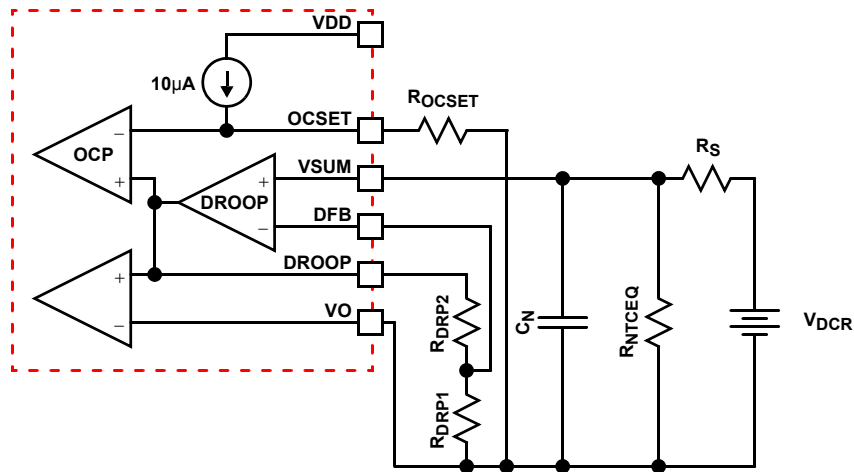 VDD
10µA
OCSET
ROCSET
−
OCP
+
VSUM
RS
+
DROOP
−
DFB
DROOP
+
VO
−
RDRP2
CN
RNTCEQ
VDCR
RDRP1